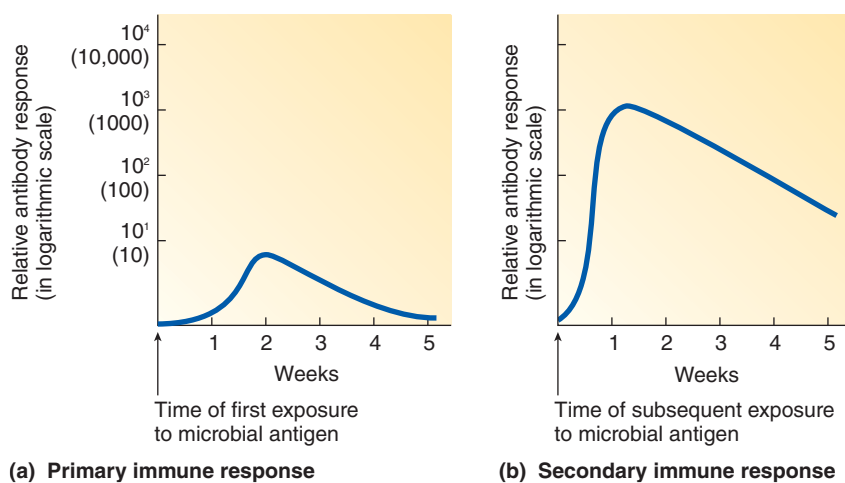 Relative antibody response
(in logarithmic scale)
10⁴
(10,000)
10³
(1000)
10²
(100)
10¹
(10)
1 2 3 4 5
Weeks
Time of first exposure
to microbial antigen
(a) Primary immune response
Relative antibody response
(in logarithmic scale)
1 2 3 4 5
Weeks
Time of subsequent exposure
to microbial antigen
(b) Secondary immune response